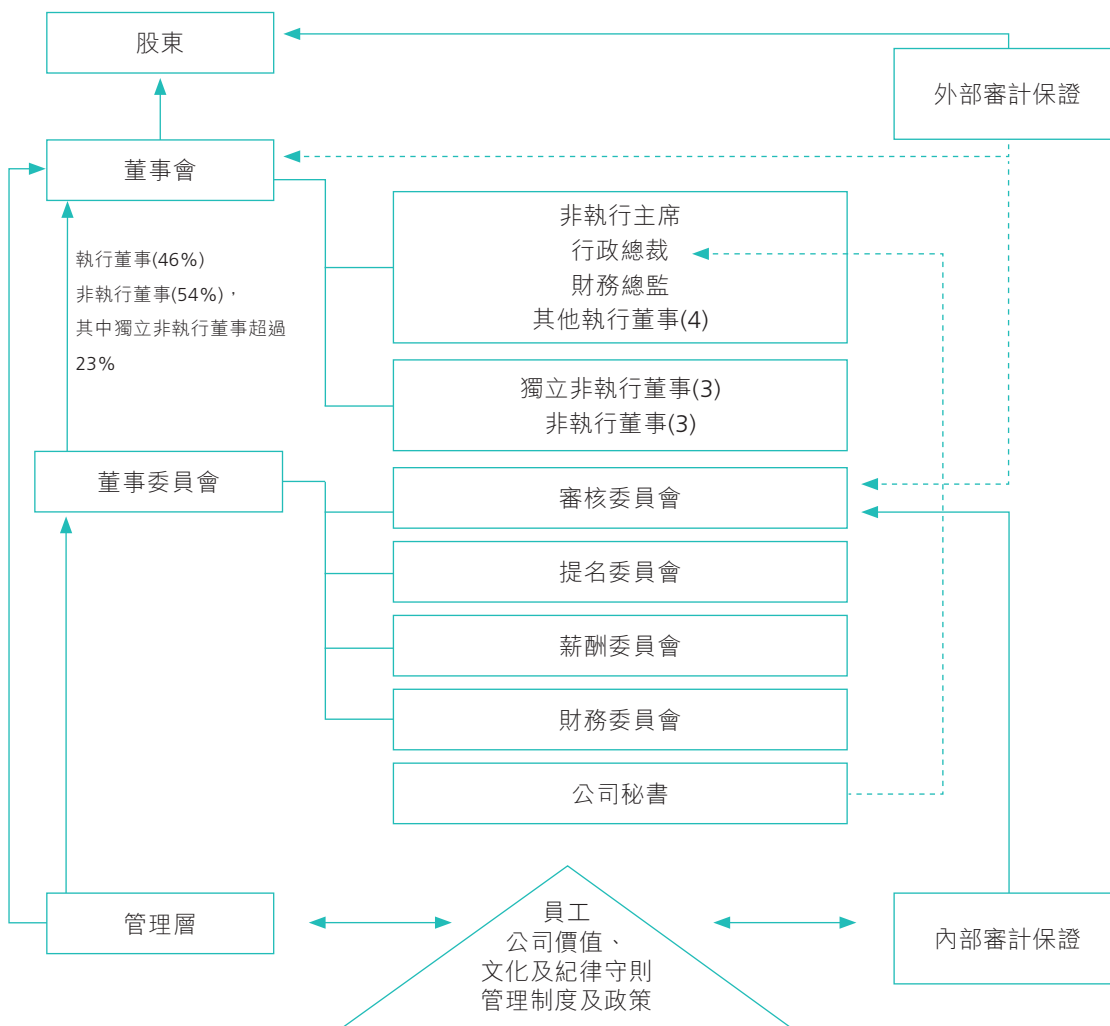 股東
外部審計保證
董事會
非執行主席
行政總裁
財務總監
其他執行董事(4)
執行董事(46%)
非執行董事(54%)，
其中獨立非執行董事超過
23%
獨立非執行董事(3)
非執行董事(3)
董事委員會
審核委員會
提名委員會
薪酬委員會
財務委員會
公司秘書
管理層
員工
公司價值、
文化及紀律守則
管理制度及政策
內部審計保證